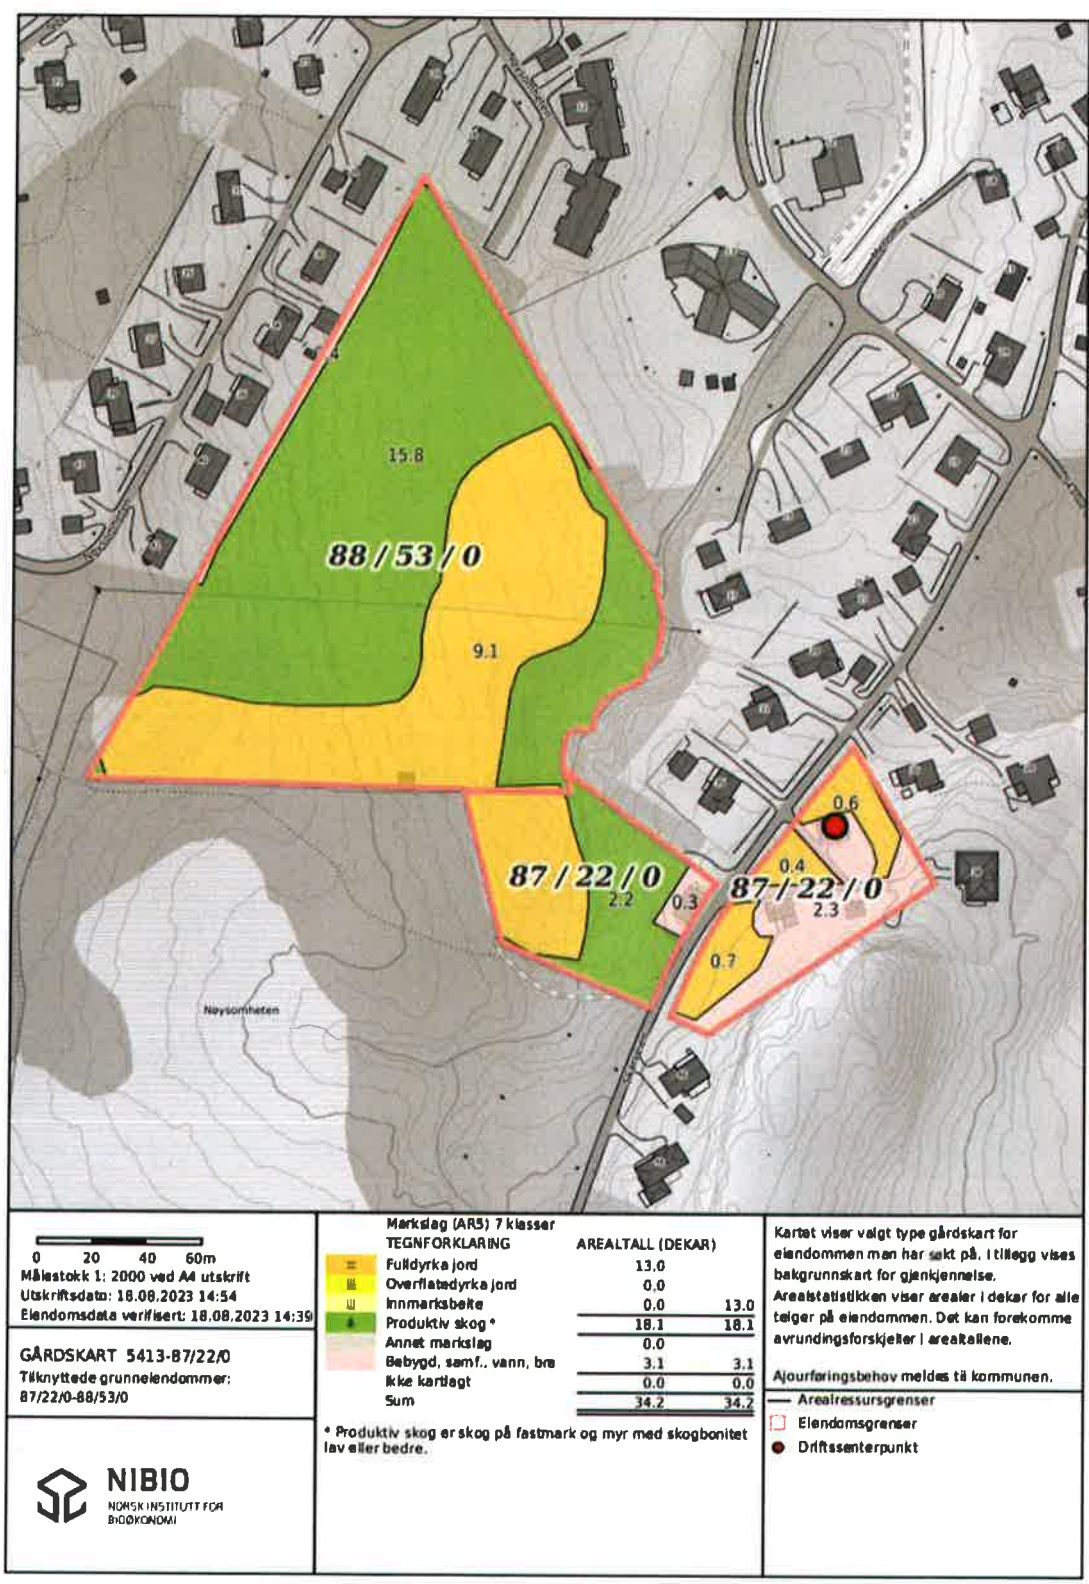 15.8
88 / 53 / 0
9.1
0.6
87 / 22 / 0
2.2
0.3
0.4
87 / 22 / 0
2.3
0.7
Nøysomheten
0 20 40 60m
Målestokk 1: 2000 ved A4 utskrift
Utskriftsdato: 18.08.2023 14:54
Eiendomsdata verifisert: 18.08.2023 14:39
GÅRDSKART 5413-87/22/0
Tilknyttede grunneiendommer:
87/22/0-88/53/0
NIBIO
NORSK INSTITUTT FOR
BIOØKONOMI
Markslag (AR5) 7 klasser
TEGNFORKLARING AREALTALL (DEKAR)
Fulldyrka jord 13.0
Overflatedyrka jord 0.0
Innmarksbeite 0.0 13.0
Produktiv skog * 18.1 18.1
Annet markslag 0.0
Bebygd, samf., vann, bre 3.1 3.1
Ikke kartlagt 0.0 0.0
Sum 34.2 34.2
* Produktiv skog er skog på fastmark og myr med skogbonitet
lav eller bedre.
Kartet viser valgt type gårdskart for
eiendommen man har søkt på. I tillegg vises
bakgrunnskart for gjenkjennelse.
Arealstatistikken viser arealer i dekar for alle
teiger på eiendommen. Det kan forekomme
avrundingsforskjeller i arealtallene.
Ajourføringsbehov meldes til kommunen.
Arealressursgrenser
Eiendomsgrenser
Driftssenterpunkt